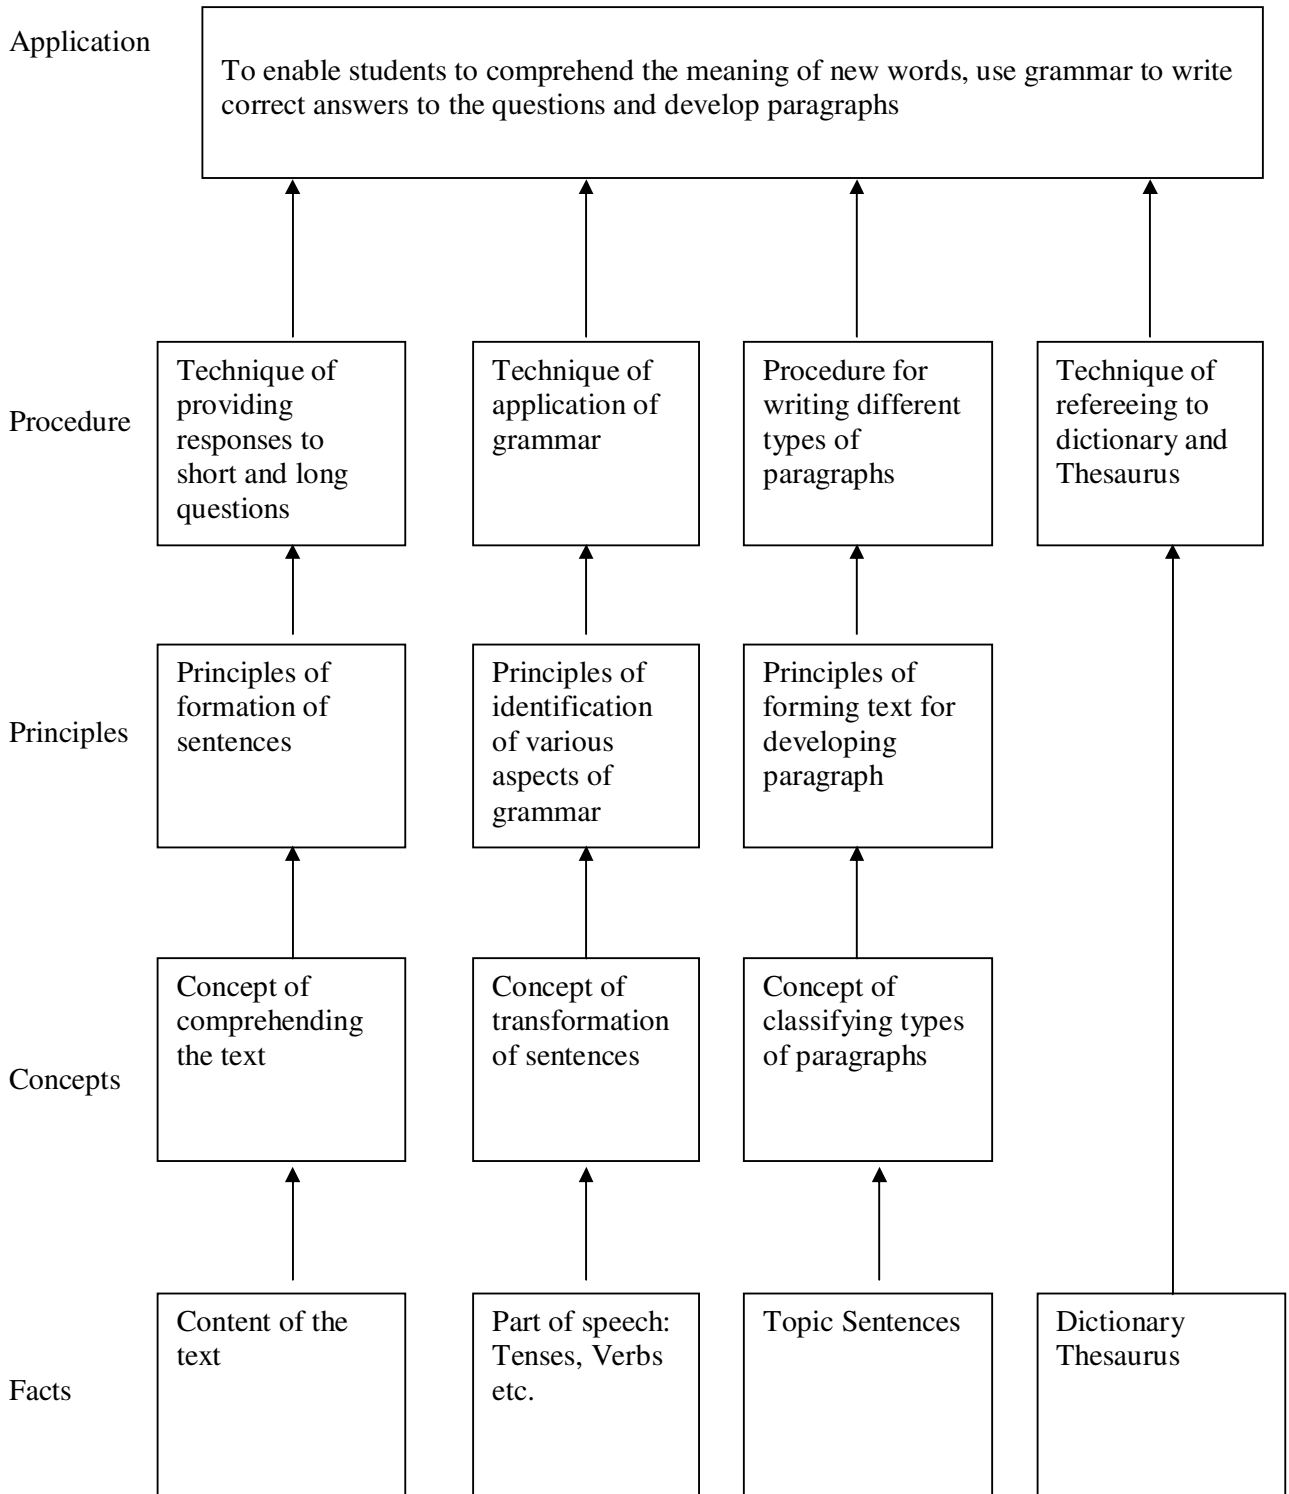 Application
To enable students to comprehend the meaning of new words, use grammar to write
correct answers to the questions and develop paragraphs
Procedure
Technique of
providing
responses to
short and long
questions
Technique of
application of
grammar
Procedure for
writing different
types of
paragraphs
Technique of
refereeing to
dictionary and
Thesaurus
Principles
Principles of
formation of
sentences
Principles of
identification
of various
aspects of
grammar
Principles of
forming text for
developing
paragraph
Concepts
Concept of
comprehending
the text
Concept of
transformation
of sentences
Concept of
classifying types
of paragraphs
Facts
Content of the
text
Part of speech:
Tenses, Verbs
etc.
Topic Sentences
Dictionary
Thesaurus